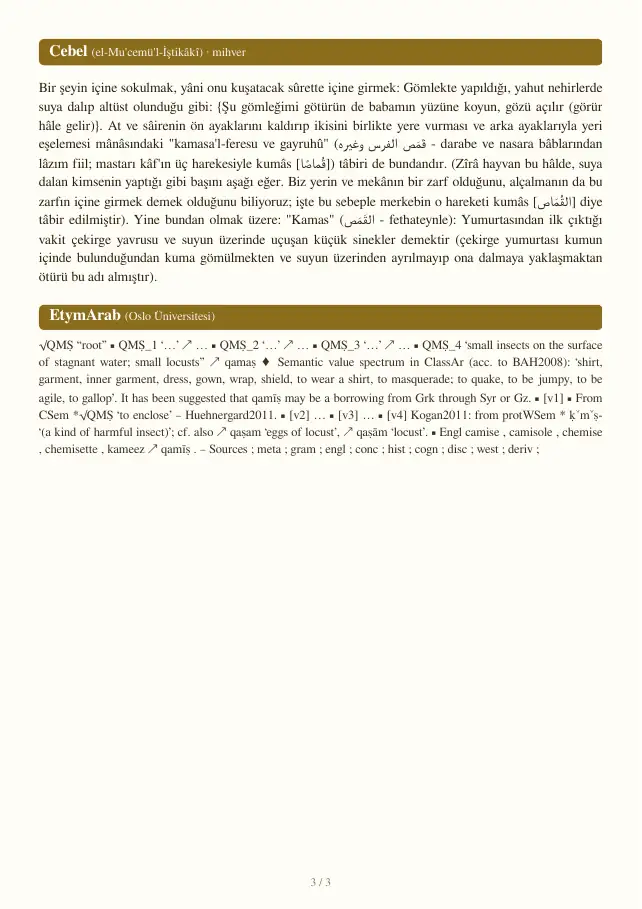 Cebel (el-Mu'cemü'l-İştikâkî) · mihver
Bir şeyin içine sokulmak, yâni onu kuşatacak sûrette içine girmek: Gömlekte yapıldığı, yahut nehirlerde
suya dalıp altüst olunduğu gibi: {Şu gömleğimi götürün de babamın yüzüne koyun, gözü açılır (görür
hâle gelir)}. At ve sâirenin ön ayaklarını kaldırıp ikisini birlikte yere vurması ve arka ayaklarıyla yeri
eşelemesi mânâsındaki "kamasa'l-feresu ve gayruhû" (قمَص الفرس وغيره - darabe ve nasara bâblarından
lâzım fiil; mastarı kâf'ın üç harekesiyle kumâs [قُماصًا]) tâbiri de bundandır. (Zîrâ hayvan bu hâlde, suya
dalan kimsenin yaptığı gibi başını aşağı eğer. Biz yerin ve mekânın bir zarf olduğunu, alçalmanın da bu
zarfın içine girmek demek olduğunu biliyoruz; işte bu sebeple merkebin o hareketi kumâs [القُمَاص] diye
tâbir edilmiştir). Yine bundan olmak üzere: "Kamas" (القَمَص - fethateynle): Yumurtasından ilk çıktığı
vakit çekirge yavrusu ve suyun üzerinde uçuşan küçük sinekler demektir (çekirge yumurtası kumun
içinde bulunduğundan kuma gömülmekten ve suyun üzerinden ayrılmayıp ona dalmaya yaklaşmaktan
ötürü bu adı almıştır).
EtymArab (Oslo Üniversitesi)
√QMṢ “root” ▪ QMṢ_1 ‘…’ ↗ … ▪ QMṢ_2 ‘…’ ↗ … ▪ QMṢ_3 ‘…’ ↗ … ▪ QMṢ_4 ‘small insects on the surface
of stagnant water; small locusts” ↗ qamaṣ ♦ Semantic value spectrum in ClassAr (acc. to BAH2008): ‘shirt,
garment, inner garment, dress, gown, wrap, shield, to wear a shirt, to masquerade; to quake, to be jumpy, to be
agile, to gallop’. It has been suggested that qamīṣ may be a borrowing from Grk through Syr or Gz. ▪ [v1] ▪ From
CSem *√QMṢ ‘to enclose’ – Huehnergard2011. ▪ [v2] … ▪ [v3] … ▪ [v4] Kogan2011: from protWSem * ḳˇmˇṣ-
‘(a kind of harmful insect)’; cf. also ↗ qaṣam ‘eggs of locust’, ↗ qaṣām ‘locust’. ▪ Engl camise , camisole , chemise
, chemisette , kameez ↗ qamīṣ . – Sources ; meta ; gram ; engl ; conc ; hist ; cogn ; disc ; west ; deriv ;
3 / 3